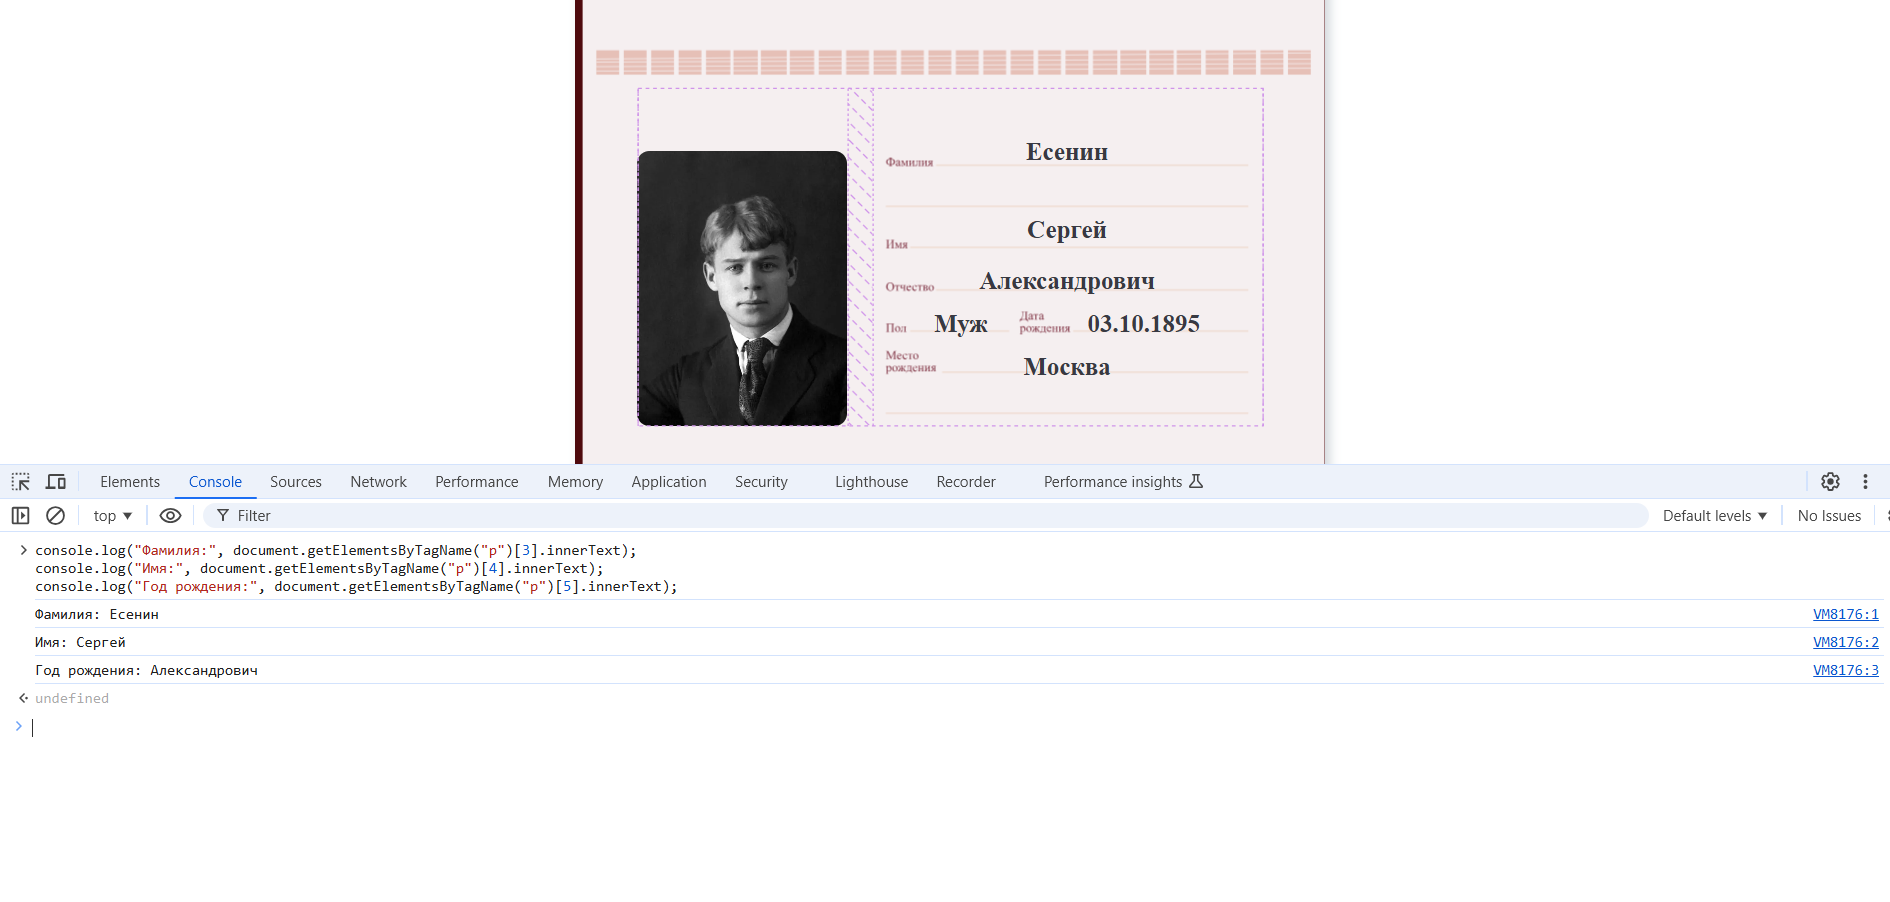 Фамилия Есенин
Имя Сергей
Отчество Александрович
Пол Муж Дата рождения 03.10.1895
Место рождения Москва
Elements Console Sources Network Performance Memory Application Security Lighthouse Recorder Performance insights
top ▼ Filter Default levels ▼ No Issues
> console.log("Фамилия:", document.getElementsByTagName("p")[3].innerText);
console.log("Имя:", document.getElementsByTagName("p")[4].innerText);
console.log("Год рождения:", document.getElementsByTagName("p")[5].innerText);
Фамилия: Есенин VM8176:1
Имя: Сергей VM8176:2
Год рождения: Александрович VM8176:3
undefined
>